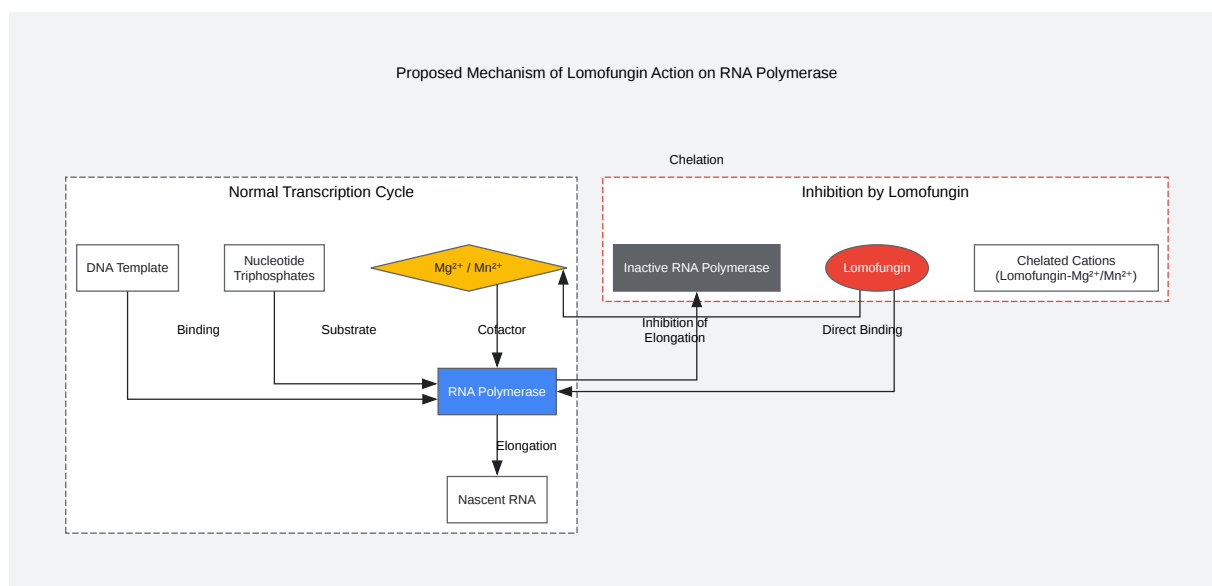 Proposed Mechanism of Lomofungin Action on RNA Polymerase
Chelation
Normal Transcription Cycle
Inhibition by Lomofungin
DNA Template
Nucleotide
Triphosphates
Mg²⁺ / Mn²⁺
Inactive RNA Polymerase
Lomofungin
Chelated Cations
(Lomofungin-Mg²⁺/Mn²⁺)
Binding
Substrate
Cofactor
Inhibition of
Elongation
Direct Binding
RNA Polymerase
Elongation
Nascent RNA